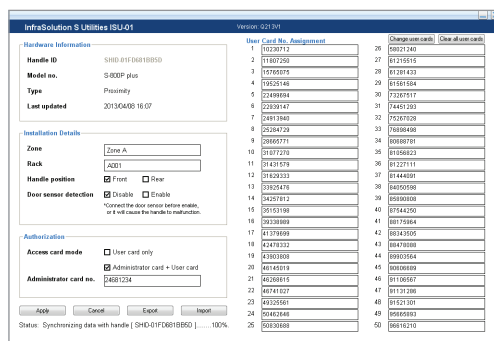 InfraSolution S Utilities ISU-01
Version: Q213V1
Hardware Information
Handle ID SHID-01FD681BB5D
Model no. S-800P plus
Type Proximity
Last updated 2013/04/08 16:07
Installation Details
Zone Zone A
Rack A001
Handle position Front Rear
Door sensor detection Disable Enable
*Connect the door sensor before enable,
or it will cause the handle to malfunction.
Authorization
Access card mode User card only
Administrator card + User card
Administrator card no. 24681234
Apply Cancel Export Import
Status: Synchronizing data with handle [ SHID-01FD681BB5D ]........100%
User Card No. Assignment
Change user cards Clear all user cards
1 10230712
2 11807250
3 15765875
4 19525146
5 22499694
6 22939147
7 24913940
8 25284729
9 28665771
10 31077270
11 31431579
12 31629333
13 33925476
14 34257812
15 35153198
16 39338989
17 41379699
18 42478332
19 43903808
20 46145019
21 46268615
22 46741027
23 49325561
24 50462646
25 50830688
26 58021240
27 61215515
28 61281433
29 61561584
30 73267517
31 74451293
32 75267028
33 76898498
34 80688781
35 81056823
36 81227111
37 81444091
38 84050598
39 85890808
40 87544250
41 88175964
42 88343505
43 88478088
44 89903564
45 90606689
46 91106567
47 91131286
48 91521301
49 95665893
50 96616210